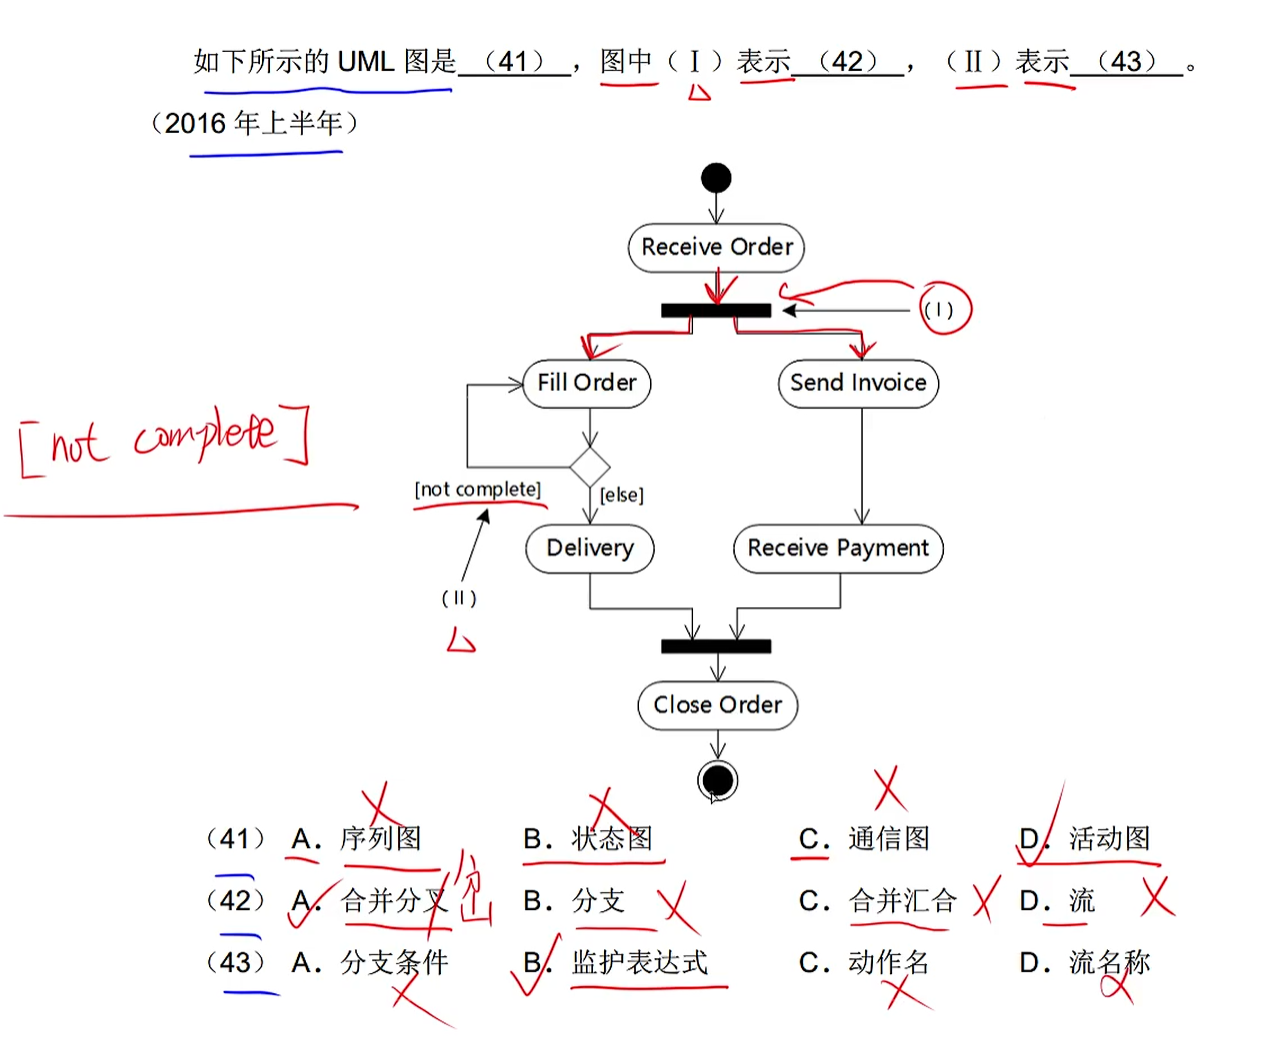 如下所示的 UML 图是（41），图中（Ⅰ）表示（42），（Ⅱ）表示（43）。
（2016 年上半年）
Receive Order
（Ⅰ）
Fill Order Send Invoice
[not complete]
[not complete] [else]
Delivery Receive Payment
（Ⅱ）
Close Order
（41） A．序列图 B．状态图 C．通信图 D．活动图
（42） A．合并分叉 B．分支 C．合并汇合 D．流
（43） A．分支条件 B．监护表达式 C．动作名 D．流名称